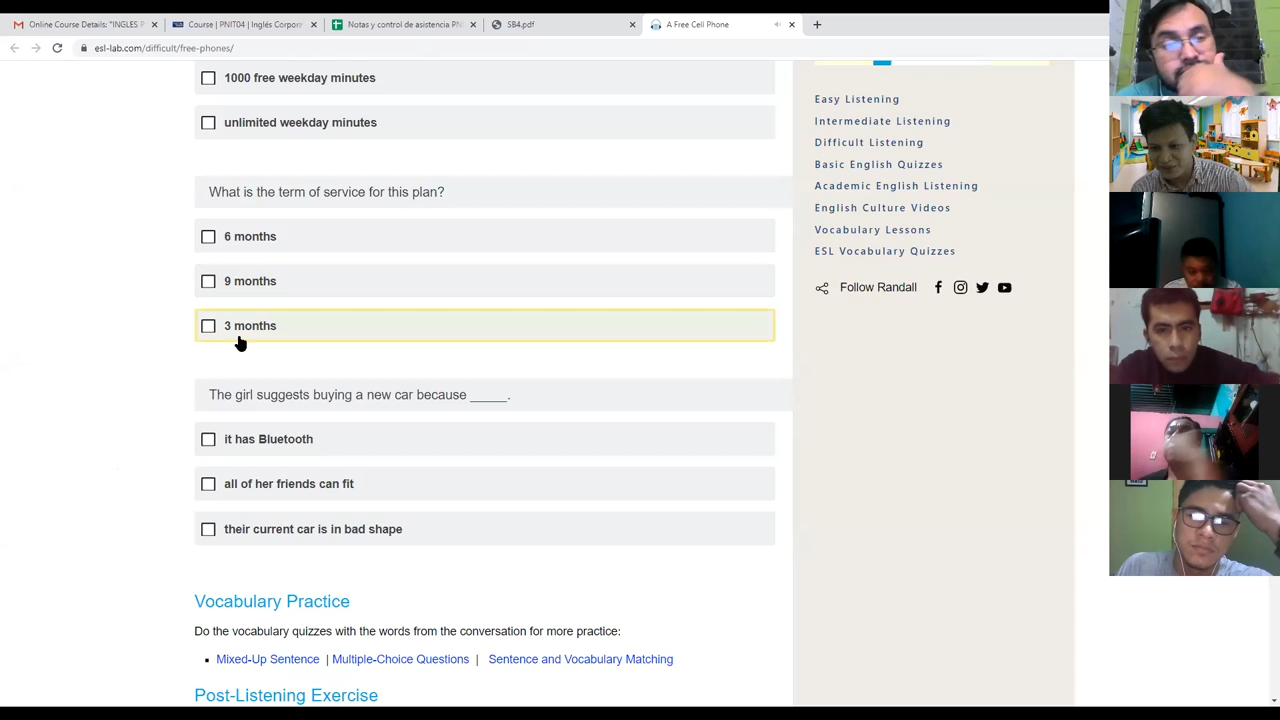 Online Course Details: "INGLES P
Course | PNIT04 | Inglés Corpor
Notas y control de asistencia PN
SB4.pdf
A Free Cell Phone
esl-lab.com/difficult/free-phones/
1000 free weekday minutes
unlimited weekday minutes
What is the term of service for this plan?
6 months
9 months
3 months
The girl suggests buying a new car because _____.
it has Bluetooth
all of her friends can fit
their current car is in bad shape
Vocabulary Practice
Do the vocabulary quizzes with the words from the conversation for more practice:
Mixed-Up Sentence | Multiple-Choice Questions | Sentence and Vocabulary Matching
Post-Listening Exercise
Easy Listening
Intermediate Listening
Difficult Listening
Basic English Quizzes
Academic English Listening
English Culture Videos
Vocabulary Lessons
ESL Vocabulary Quizzes
Follow Randall